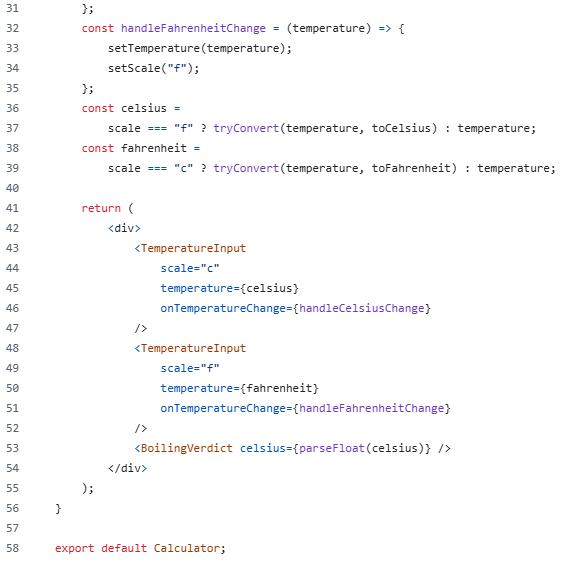 31        };
32        const handleFahrenheitChange = (temperature) => {
33            setTemperature(temperature);
34            setScale("f");
35        };
36        const celsius =
37            scale === "f" ? tryConvert(temperature, toCelsius) : temperature;
38        const fahrenheit =
39            scale === "c" ? tryConvert(temperature, toFahrenheit) : temperature;
40
41        return (
42            <div>
43                <TemperatureInput
44                    scale="c"
45                    temperature={celsius}
46                    onTemperatureChange={handleCelsiusChange}
47                />
48                <TemperatureInput
49                    scale="f"
50                    temperature={fahrenheit}
51                    onTemperatureChange={handleFahrenheitChange}
52                />
53                <BoilingVerdict celsius={parseFloat(celsius)} />
54            </div>
55        );
56    }
57
58    export default Calculator;